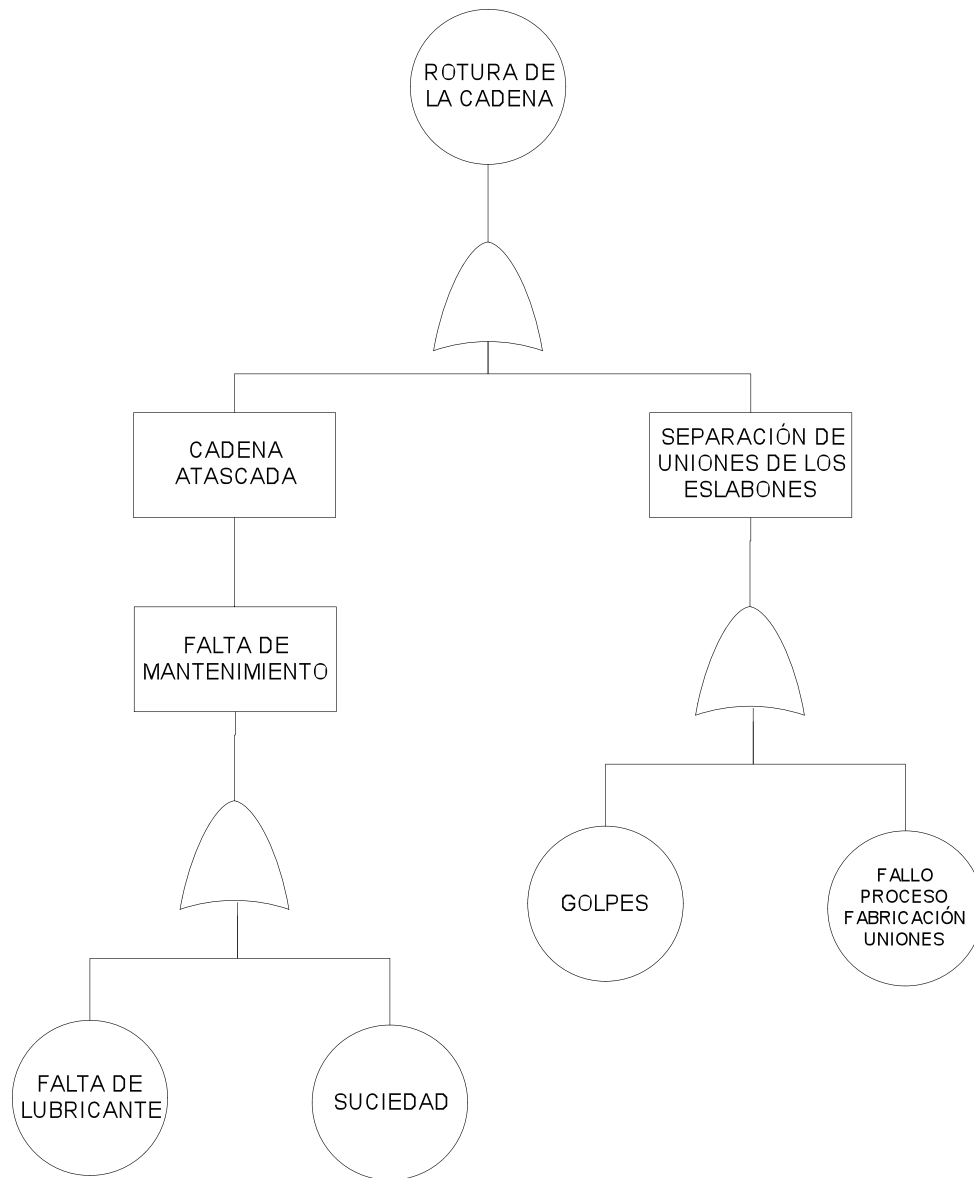 ROTURA DE
LA CADENA
CADENA
ATASCADA
SEPARACIÓN DE
UNIONES DE LOS
ESLABONES
FALTA DE
MANTENIMIENTO
GOLPES
FALLO
PROCESO
FABRICACIÓN
UNIONES
FALTA DE
LUBRICANTE
SUCIEDAD